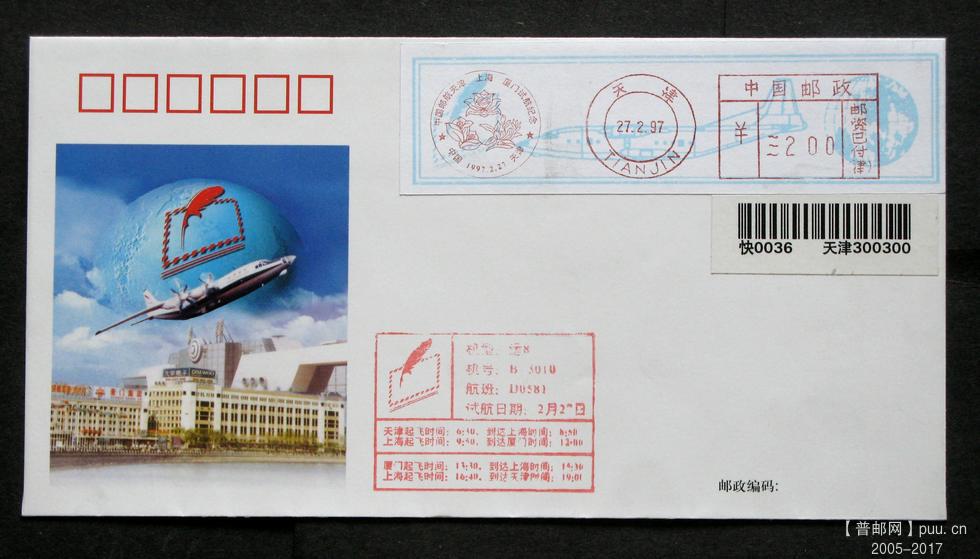 中国邮航天津 上海 厦门试航纪念
中国 1997.2.27 天津
天津
27.2.97
TIANJIN
中国邮政
¥ 200
邮资已付(津)
快0036 天津300300
DAEWOO
机型: 运8
机号: B 3010
航班: D0581
试航日期: 2月27日
天津起飞时间: 6:40, 到达上海时间: 8:50
上海起飞时间: 9:50, 到达厦门时间: 12:00
厦门起飞时间: 13:30, 到达上海时间: 15:30
上海起飞时间: 16:40, 到达天津时间: 19:01
邮政编码:
【普邮网】puu.cn
2005-2017